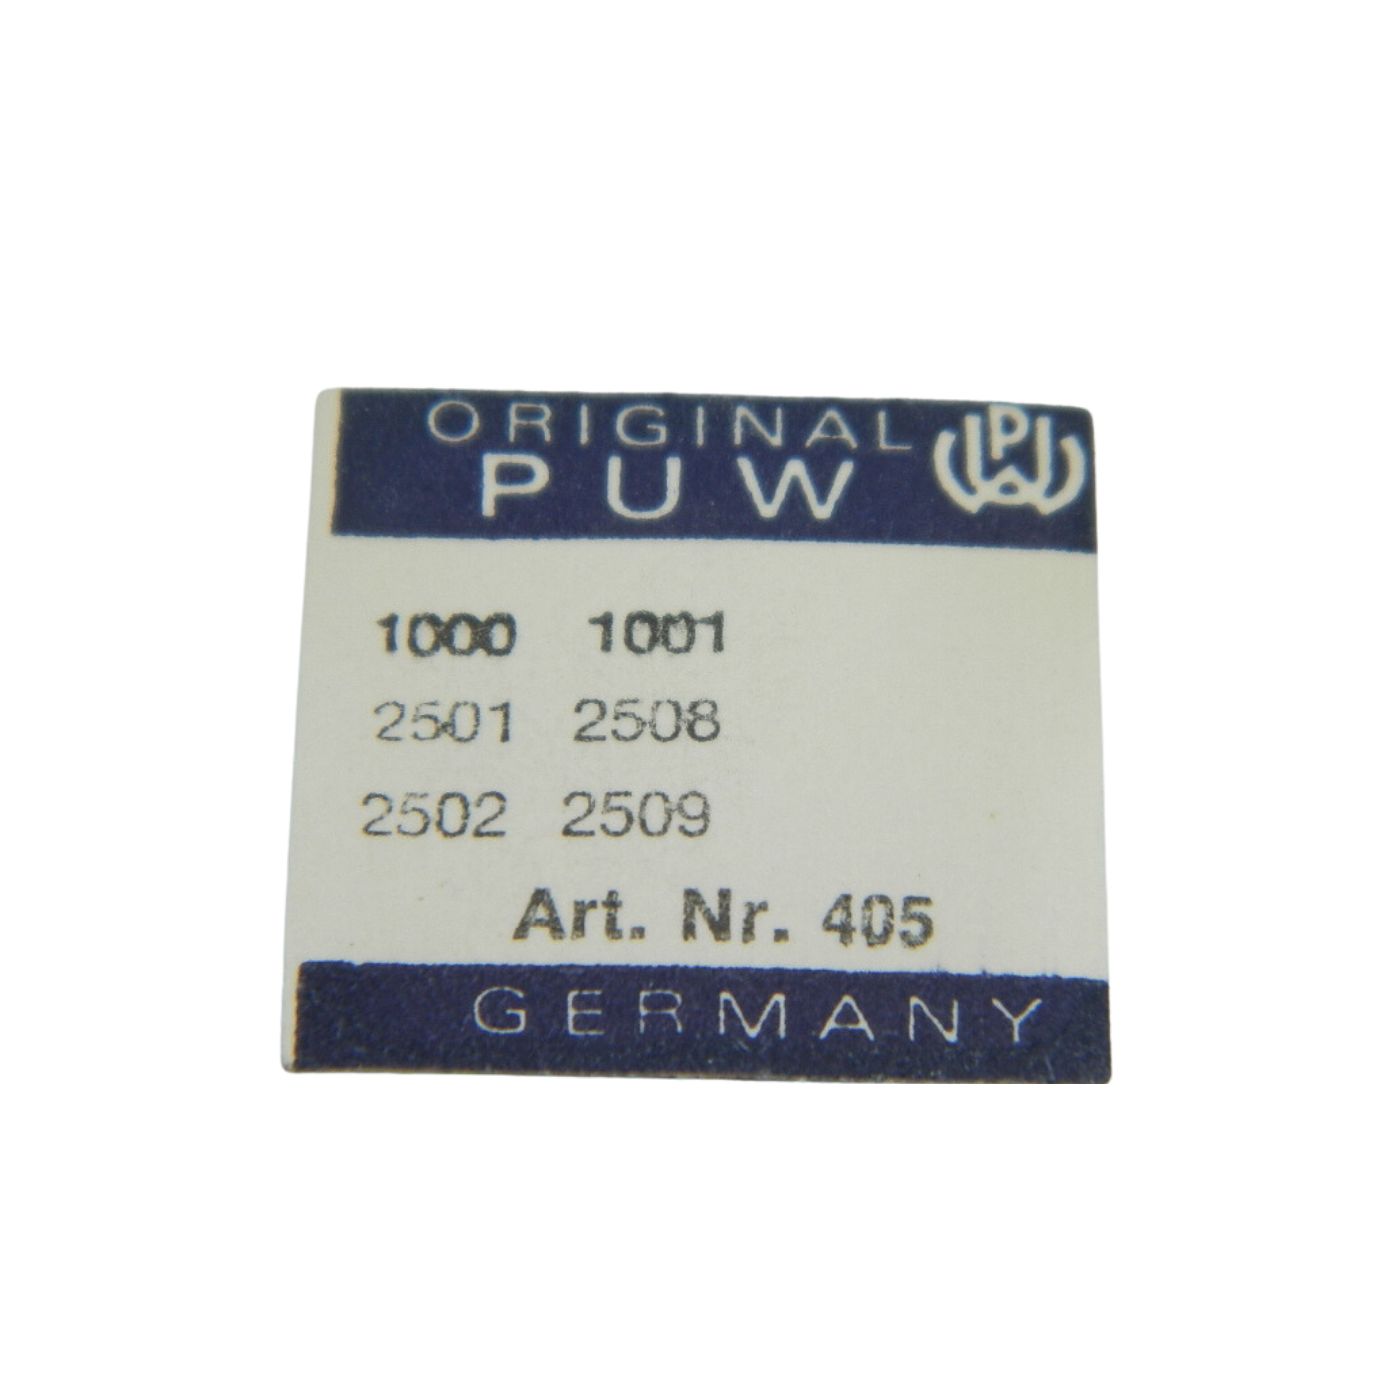 ORIGINAL
PUW
1000 1001
2501 2508
2502 2509
Art. Nr. 405
GERMANY